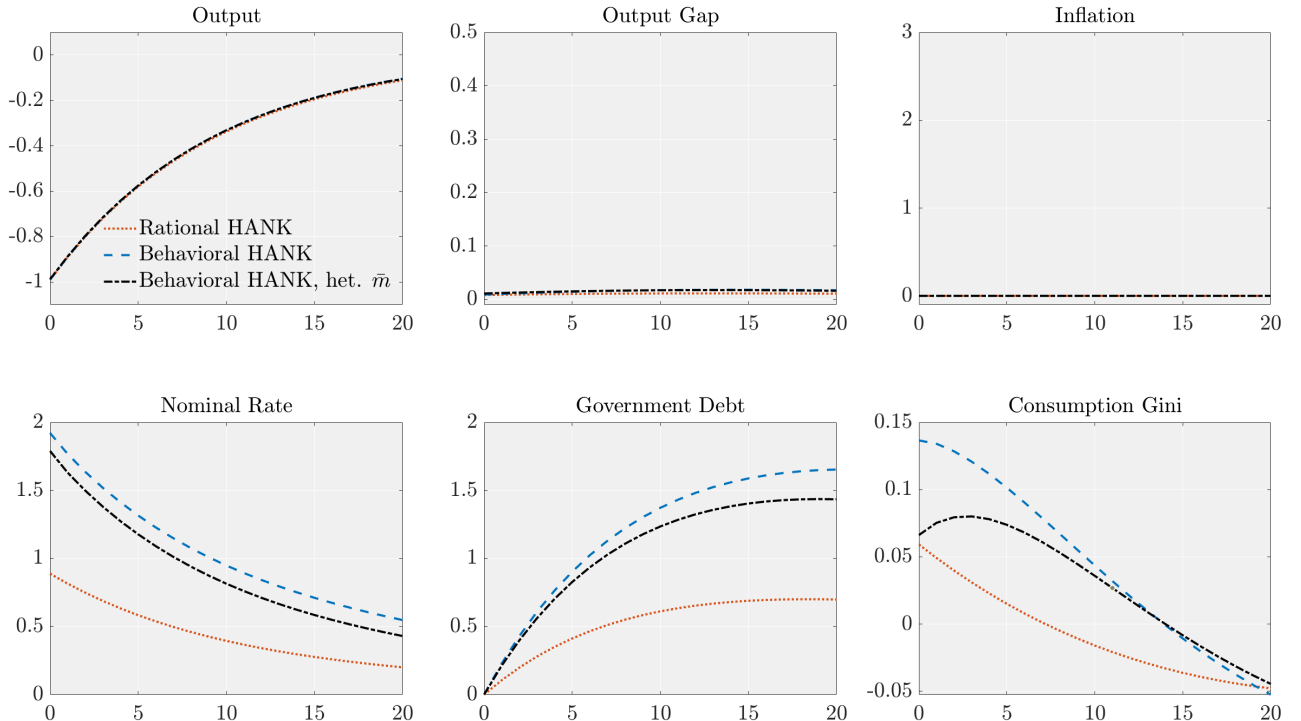 Output
0
-0.2
-0.4
-0.6
-0.8
-1
0 5 10 15 20
Rational HANK
Behavioral HANK
Behavioral HANK, het. m̄
Output Gap
0.5
0.4
0.3
0.2
0.1
0
0 5 10 15 20
Inflation
3
2
1
0
0 5 10 15 20
Nominal Rate
2
1.5
1
0.5
0
0 5 10 15 20
Government Debt
2
1.5
1
0.5
0
0 5 10 15 20
Consumption Gini
0.15
0.1
0.05
0
-0.05
0 5 10 15 20